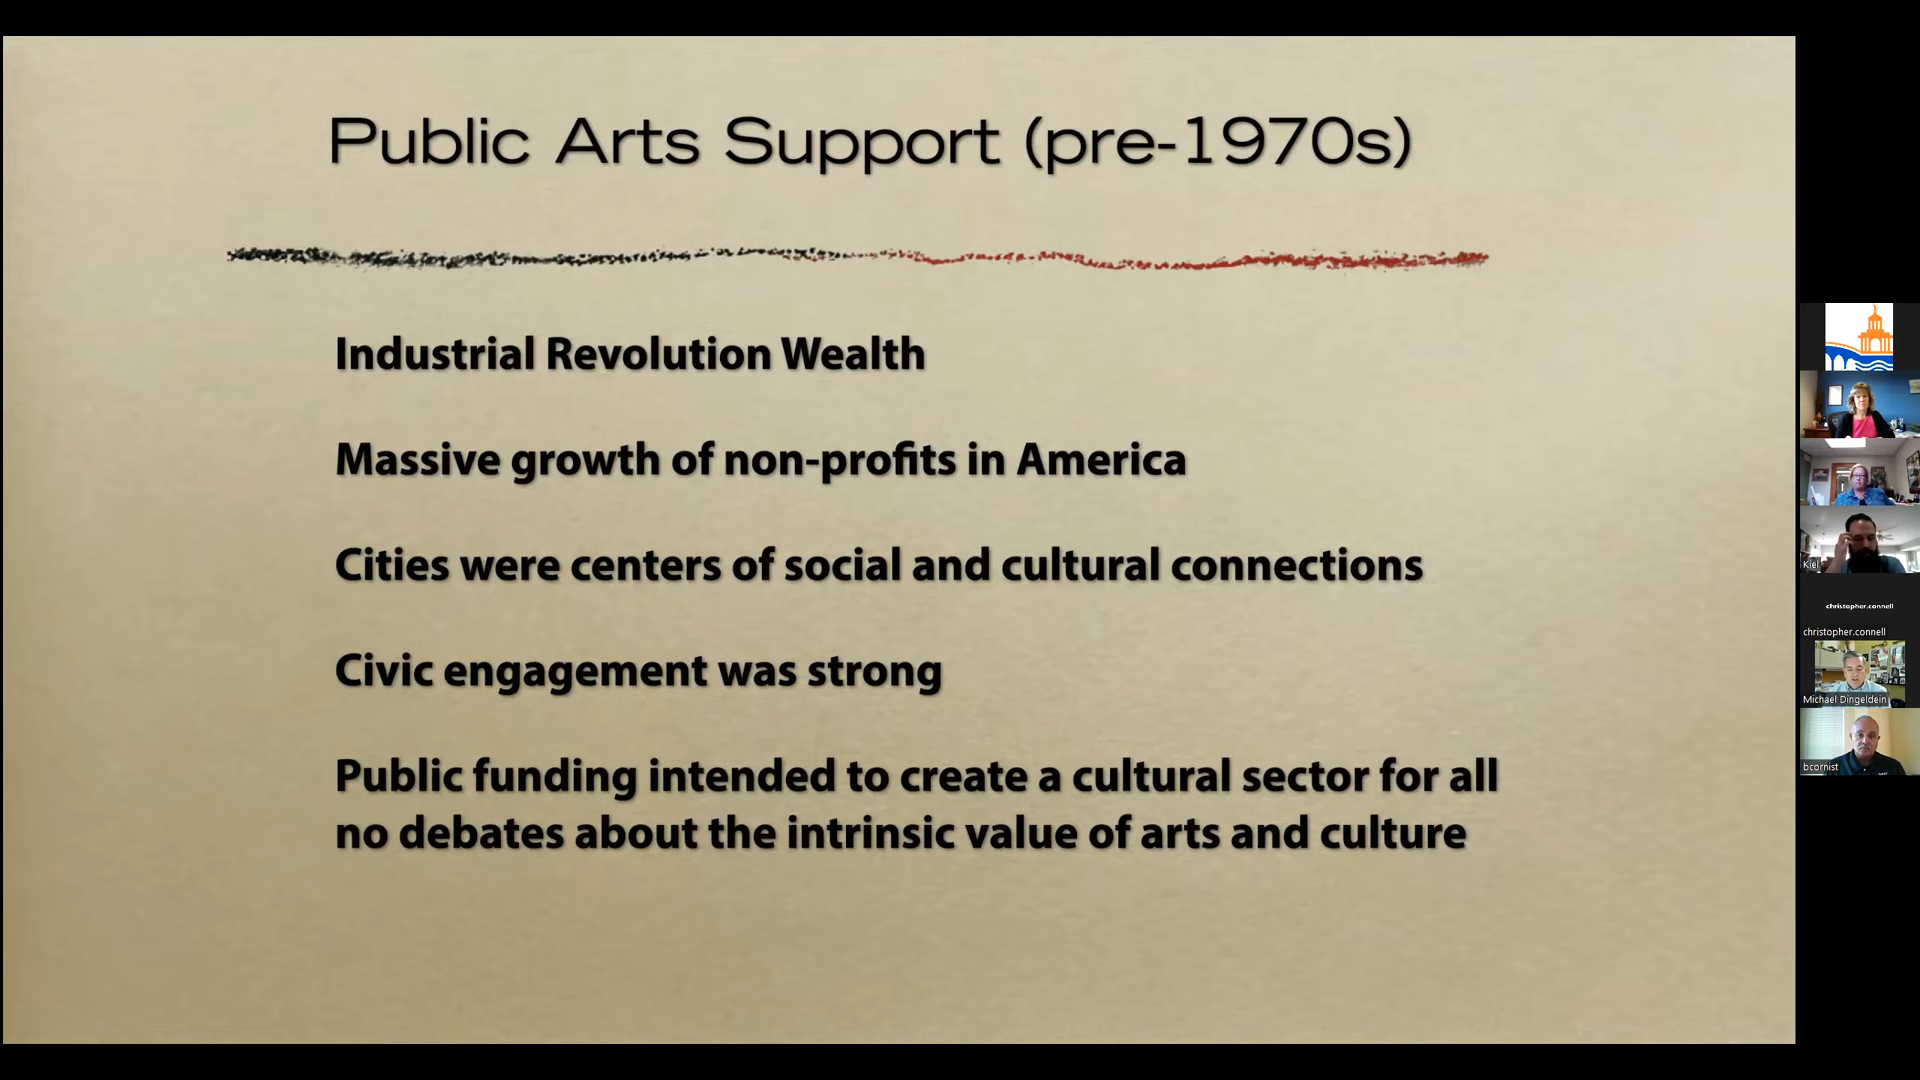 Public Arts Support (pre-1970s)
Industrial Revolution Wealth
Massive growth of non-profits in America
Cities were centers of social and cultural connections
Civic engagement was strong
Public funding intended to create a cultural sector for all
no debates about the intrinsic value of arts and culture
Kiel
christopher.connell
christopher.connell
Michael Dingeldein
bcornist